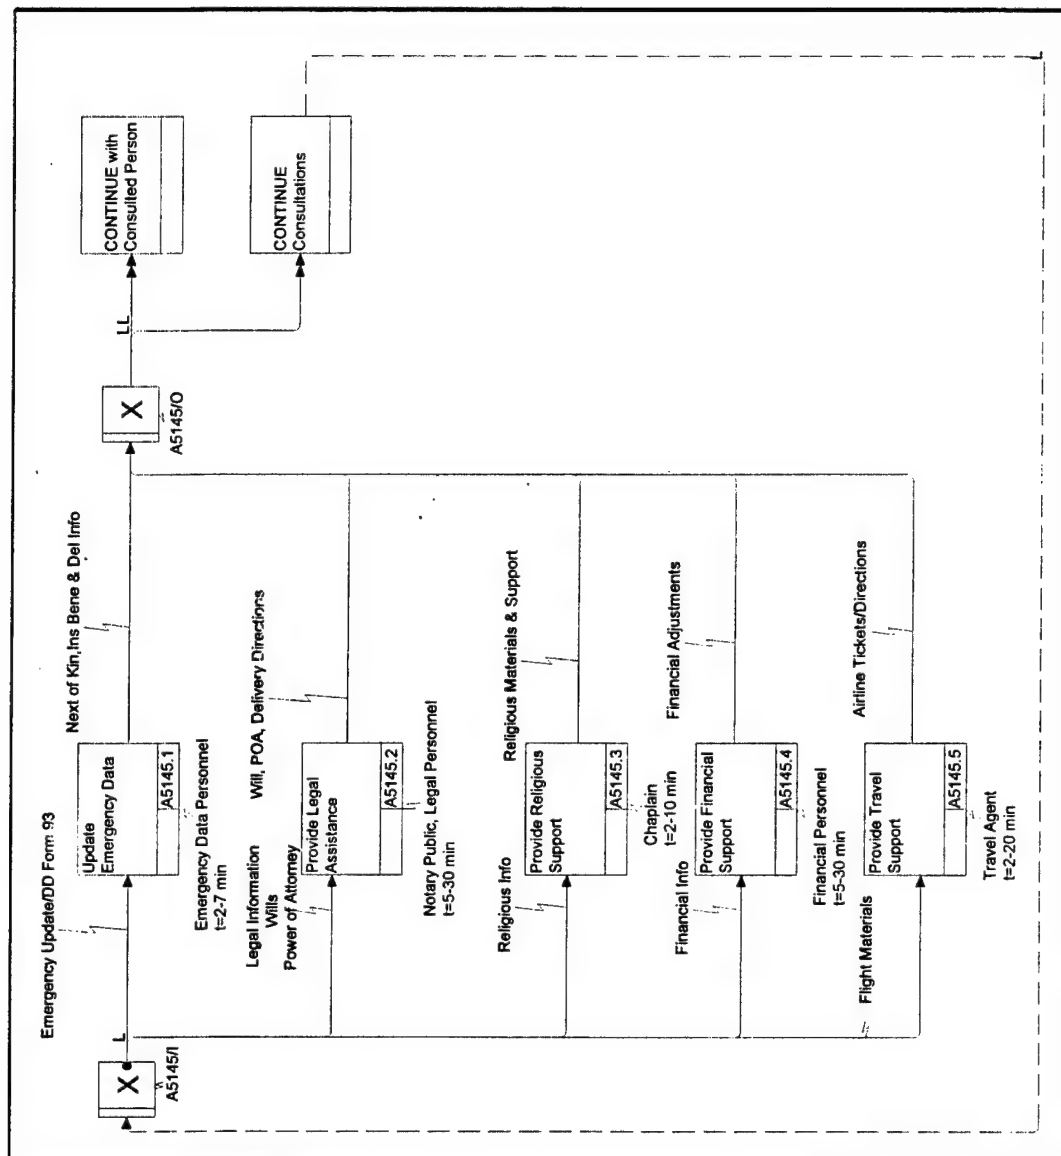 Emergency Update/DD Form 93
Next of Kin,Ins Bene & Del Info
X
A5145/I
L
Update
Emergency Data
A5145.1
Emergency Data Personnel
t=2-7 min
X
A5145/O
LL
CONTINUE with
Consulted Person
CONTINUE
Consultations
L
Legal Information
Wills
Power of Attorney
Will, POA, Delivery Directions
Provide Legal
Assistance
A5145.2
Notary Public, Legal Personnel
t=5-30 min
Religious Info
Religious Materials & Support
Provide Religious
Support
A5145.3
Chaplain
t=2-10 min
Financial Info
Financial Adjustments
Provide Financial
Support
A5145.4
Financial Personnel
t=5-30 min
Flight Materials
Airline Tickets/Directions
Provide Travel
Support
A5145.5
Travel Agent
t=2-20 min